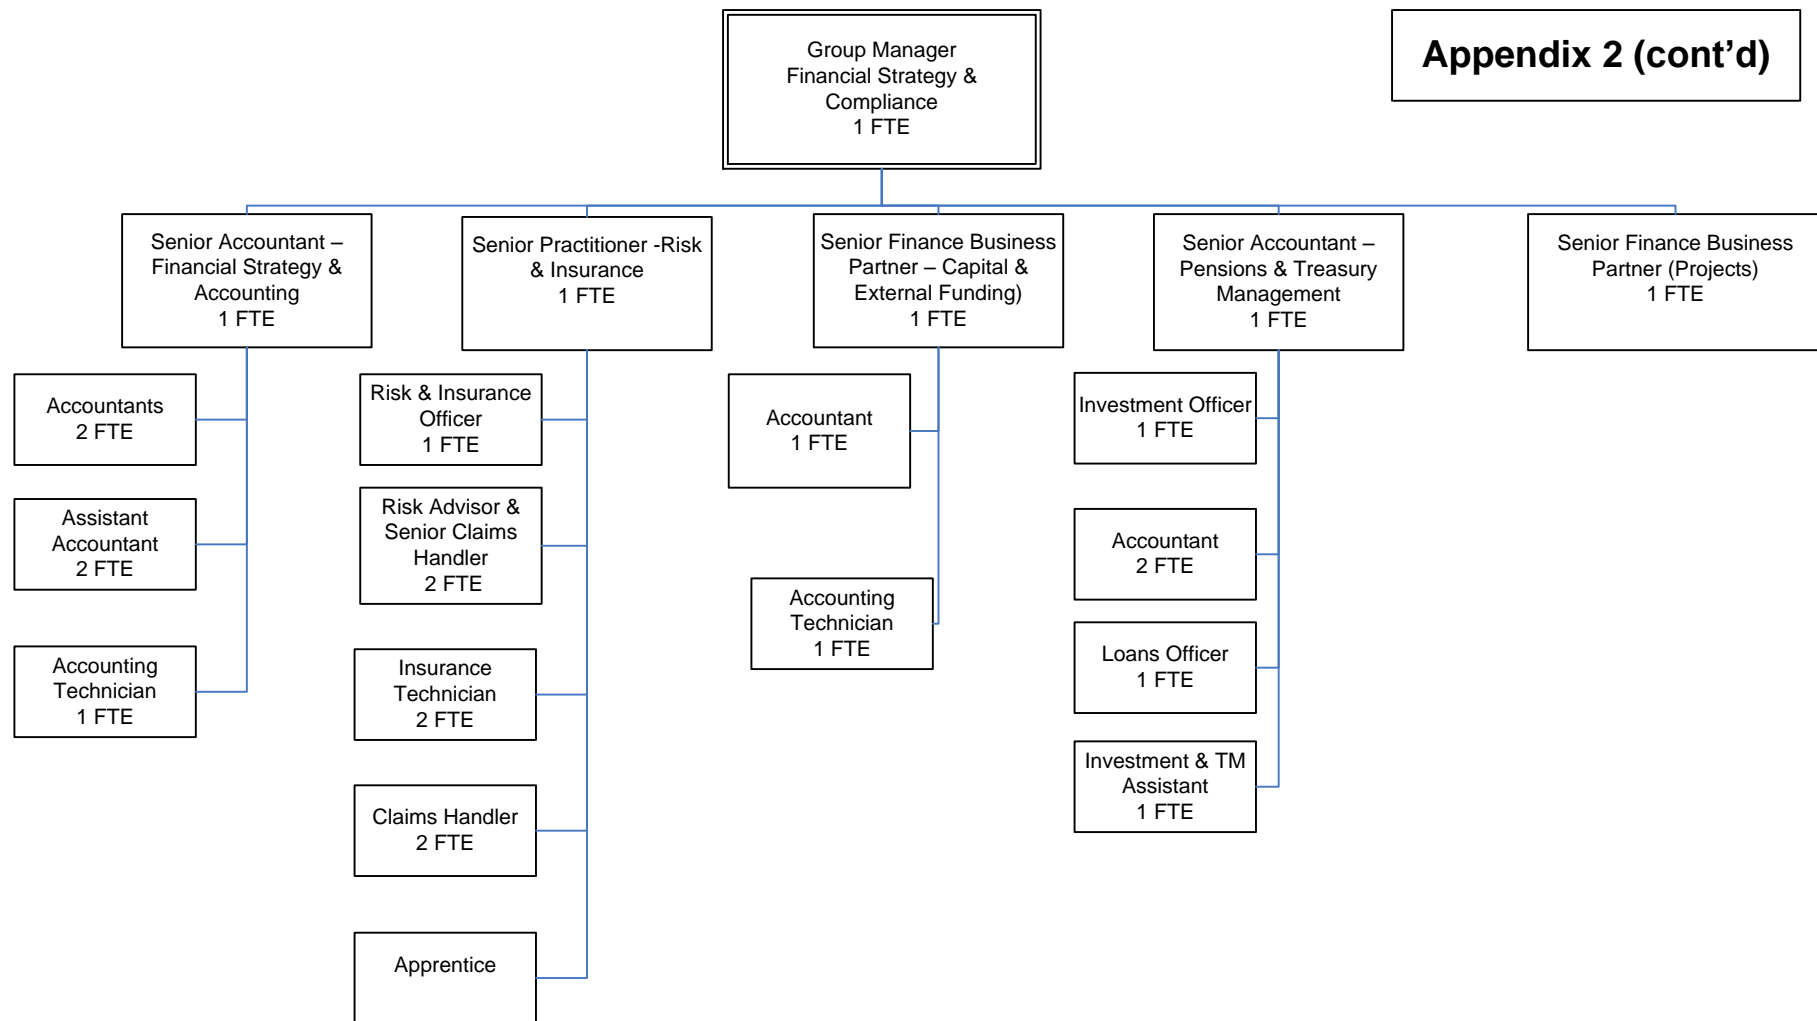 Group Manager
Financial Strategy &
Compliance
1 FTE
Appendix 2 (cont’d)
Senior Accountant –
Financial Strategy &
Accounting
1 FTE
Senior Practitioner -Risk
& Insurance
1 FTE
Senior Finance Business
Partner – Capital &
External Funding)
1 FTE
Senior Accountant –
Pensions & Treasury
Management
1 FTE
Senior Finance Business
Partner (Projects)
1 FTE
Accountants
2 FTE
Assistant
Accountant
2 FTE
Accounting
Technician
1 FTE
Risk & Insurance
Officer
1 FTE
Risk Advisor &
Senior Claims
Handler
2 FTE
Insurance
Technician
2 FTE
Claims Handler
2 FTE
Apprentice
Accountant
1 FTE
Accounting
Technician
1 FTE
Investment Officer
1 FTE
Accountant
2 FTE
Loans Officer
1 FTE
Investment & TM
Assistant
1 FTE